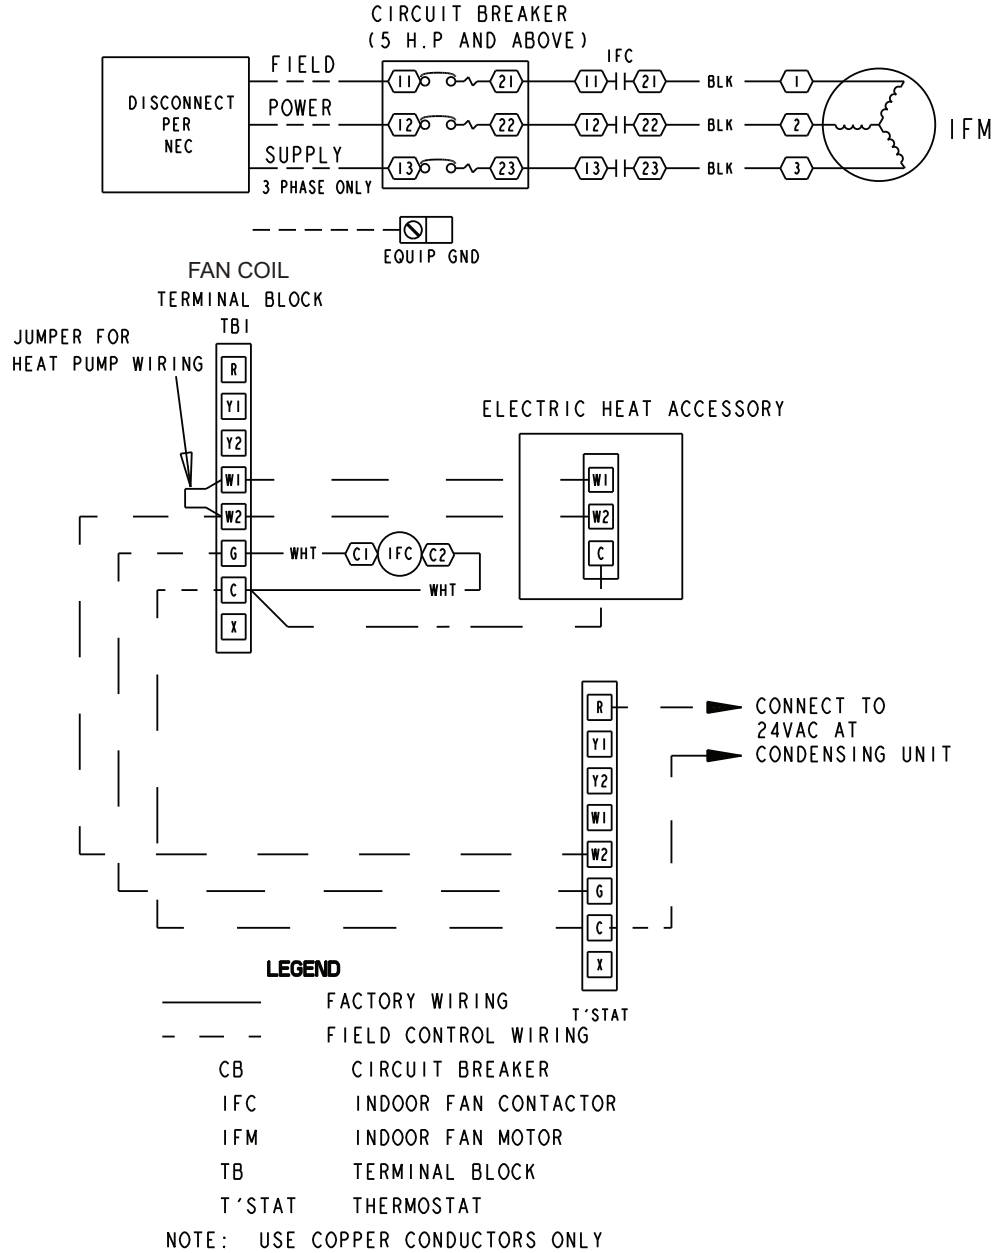 CIRCUIT BREAKER
(5 H.P AND ABOVE)
IFC
FIELD
11 21 11 21 BLK 1
DISCONNECT
PER
NEC
POWER
12 22 12 22 BLK 2
IFM
SUPPLY
13 23 13 23 BLK 3
3 PHASE ONLY
EQUIP GND
FAN COIL
TERMINAL BLOCK
TB1
JUMPER FOR
HEAT PUMP WIRING
R
Y1
Y2
W1
W2
G
C
X
WHT C1 IFC C2
WHT
ELECTRIC HEAT ACCESSORY
W1
W2
C
R
Y1
Y2
W1
W2
G
C
X
T'STAT
CONNECT TO
24VAC AT
CONDENSING UNIT
LEGEND
FACTORY WIRING
FIELD CONTROL WIRING
CB CIRCUIT BREAKER
IFC INDOOR FAN CONTACTOR
IFM INDOOR FAN MOTOR
TB TERMINAL BLOCK
T'STAT THERMOSTAT
NOTE: USE COPPER CONDUCTORS ONLY